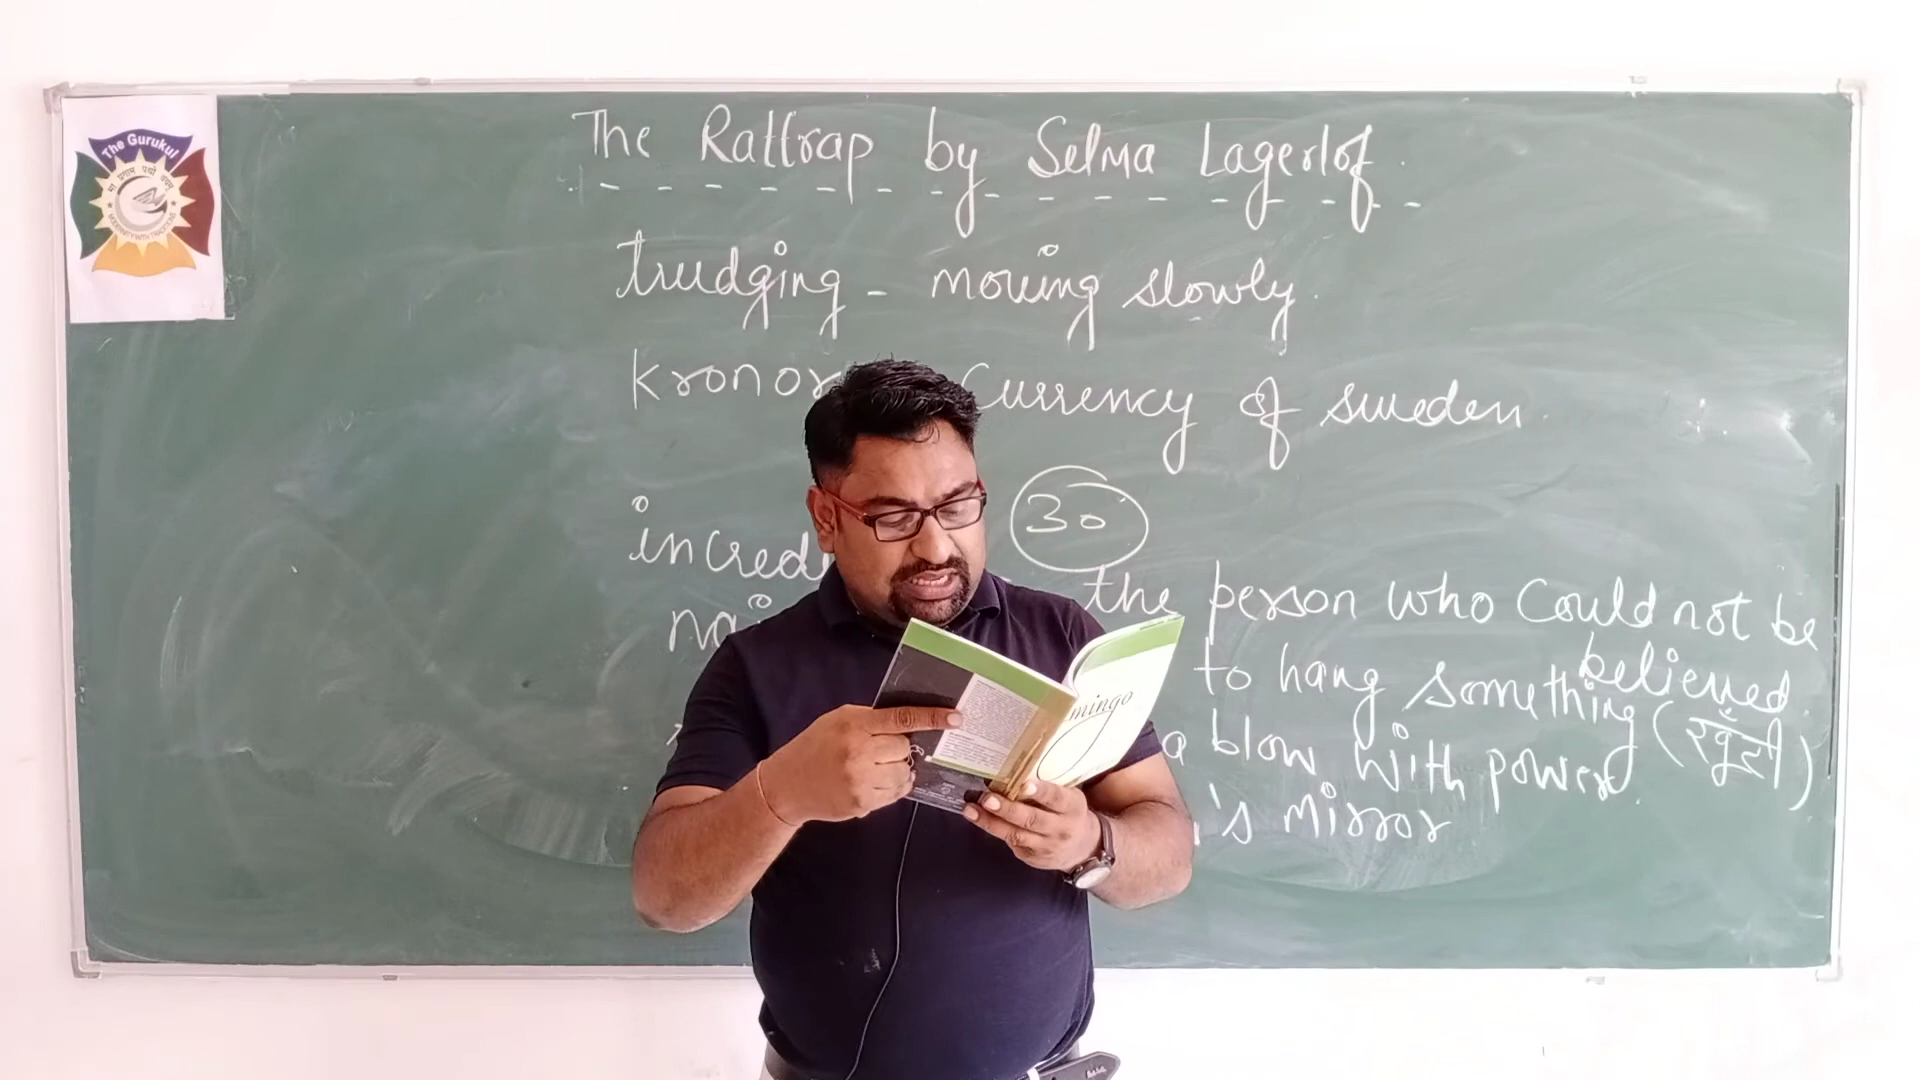 The Gurukul
The Rattrap by Selma Lagerlof.
trudging - moving slowly.
kronor Currency of sweden.
30
incred the person who could not be
believed.
na to hang something (खूँटी)
a blow with power.
's mirror
mingo